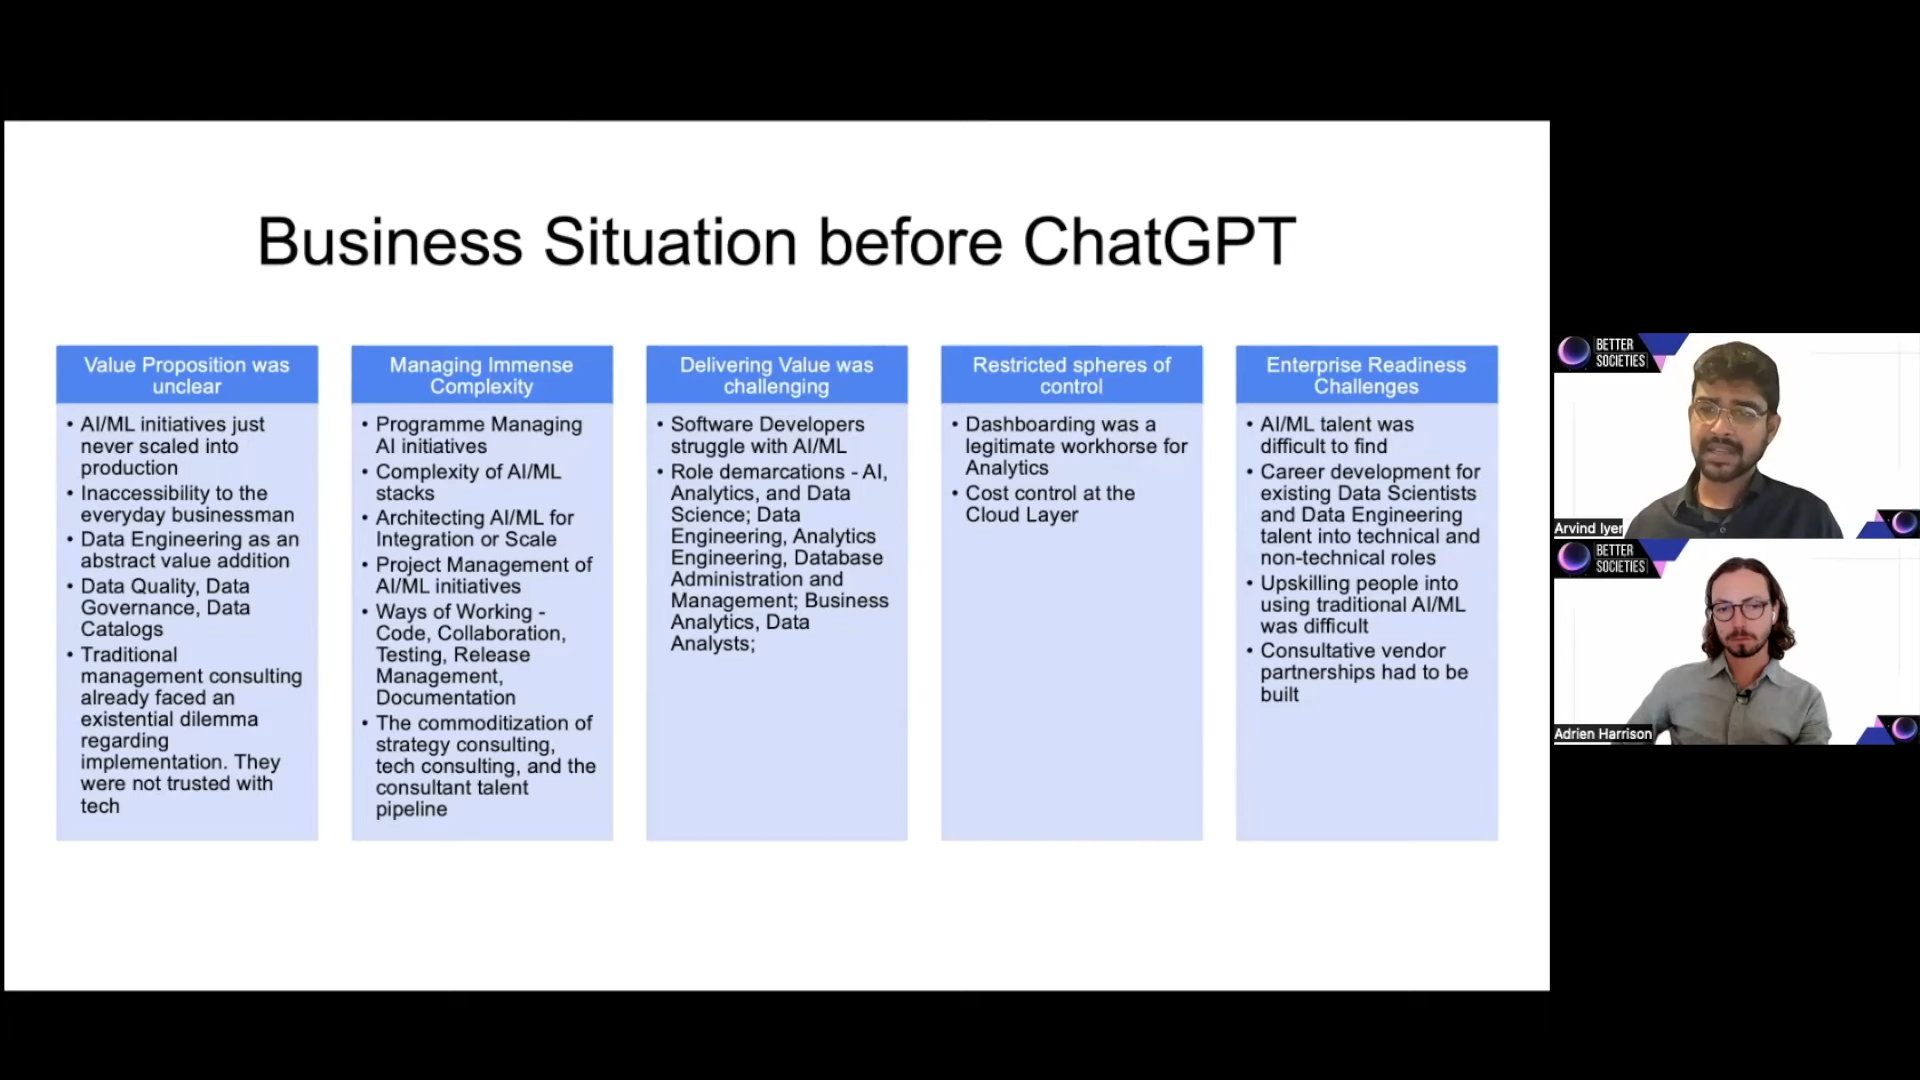 Business Situation before ChatGPT
Value Proposition was
unclear
• AI/ML initiatives just
never scaled into
production
• Inaccessibility to the
everyday businessman
• Data Engineering as an
abstract value addition
• Data Quality, Data
Governance, Data
Catalogs
• Traditional
management consulting
already faced an
existential dilemma
regarding
implementation. They
were not trusted with
tech
Managing Immense
Complexity
• Programme Managing
AI initiatives
• Complexity of AI/ML
stacks
• Architecting AI/ML for
Integration or Scale
• Project Management of
AI/ML initiatives
• Ways of Working -
Code, Collaboration,
Testing, Release
Management,
Documentation
• The commoditization of
strategy consulting,
tech consulting, and the
consultant talent
pipeline
Delivering Value was
challenging
• Software Developers
struggle with AI/ML
• Role demarcations - AI,
Analytics, and Data
Science; Data
Engineering, Analytics
Engineering, Database
Administration and
Management; Business
Analytics, Data
Analysts;
Restricted spheres of
control
• Dashboarding was a
legitimate workhorse for
Analytics
• Cost control at the
Cloud Layer
Enterprise Readiness
Challenges
• AI/ML talent was
difficult to find
• Career development for
existing Data Scientists
and Data Engineering
talent into technical and
non-technical roles
• Upskilling people into
using traditional AI/ML
was difficult
• Consultative vendor
partnerships had to be
built
BETTER
SOCIETIES
Arvind Iyer
BETTER
SOCIETIES
Adrien Harrison